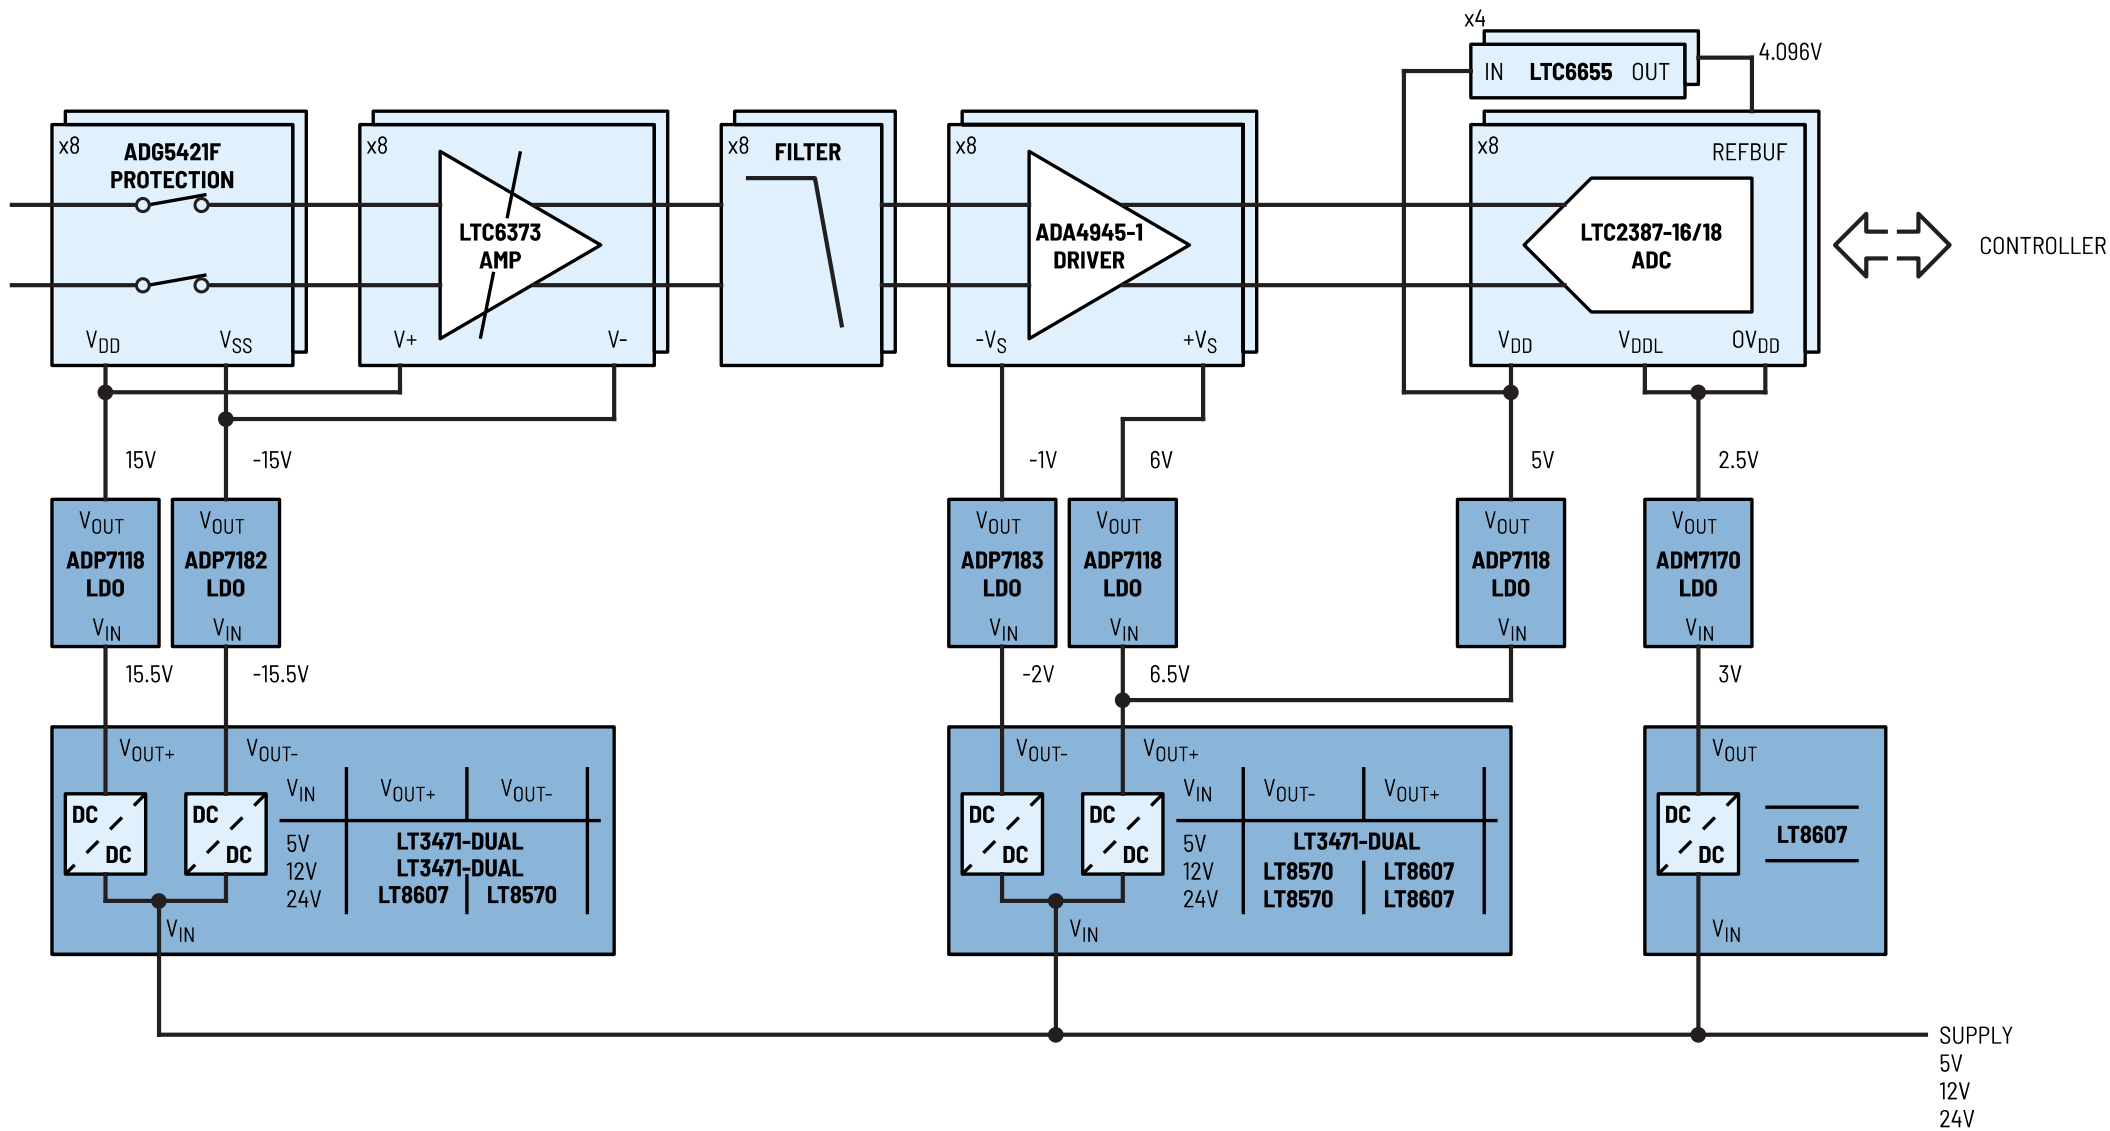 x4
IN LTC6655 OUT
4.096V
x8
ADG5421F
PROTECTION
VDD
VSS
x8
LTC6373
AMP
V+
V-
x8
FILTER
x8
ADA4945-1
DRIVER
-VS
+VS
x8
REFBUF
LTC2387-16/18
ADC
VDD
VDDL
OVDD
CONTROLLER
15V
-15V
-1V
6V
5V
2.5V
VOUT
ADP7118
LDO
VIN
VOUT
ADP7182
LDO
VIN
VOUT
ADP7183
LDO
VIN
VOUT
ADP7118
LDO
VIN
VOUT
ADP7118
LDO
VIN
VOUT
ADM7170
LDO
VIN
15.5V
-15.5V
-2V
6.5V
3V
VOUT+
VOUT-
DC
DC
DC
DC
VIN
VIN VOUT+ VOUT-
5V LT3471-DUAL
12V LT3471-DUAL
24V LT8607 LT8570
VOUT-
VOUT+
DC
DC
DC
DC
VIN
VIN VOUT- VOUT+
5V LT3471-DUAL
12V LT8570 LT8607
24V LT8570 LT8607
VOUT
DC
DC
LT8607
VIN
SUPPLY
5V
12V
24V